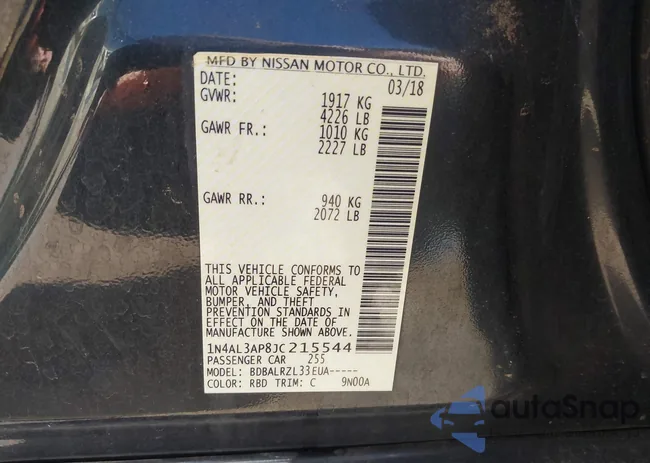 MFD BY NISSAN MOTOR CO., LTD.
DATE: 03/18
GVWR: 1917 KG
4226 LB
GAWR FR.: 1010 KG
2227 LB
GAWR RR.: 940 KG
2072 LB
THIS VEHICLE CONFORMS TO
ALL APPLICABLE FEDERAL
MOTOR VEHICLE SAFETY,
BUMPER, AND THEFT
PREVENTION STANDARDS IN
EFFECT ON THE DATE OF
MANUFACTURE SHOWN ABOVE.
1N4AL3AP8JC215544
PASSENGER CAR 255
MODEL: BDBALRZL33EUA-----
COLOR: RBD TRIM: C 9N00A
autoSnap